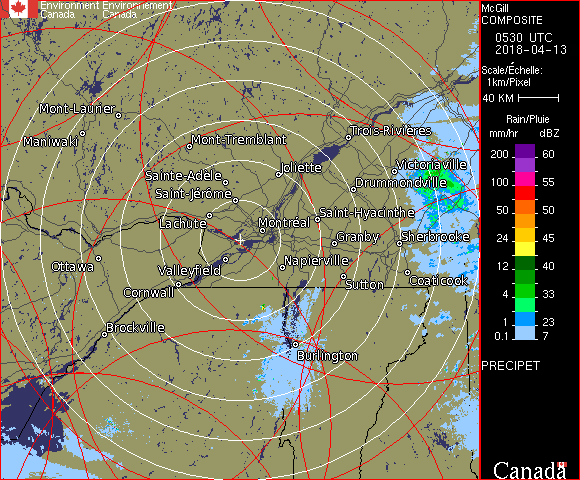 Environment Environnement
Canada Canada
McGill
COMPOSITE
0530 UTC
2018-04-13
Scale/Échelle:
1km/Pixel
40 KM
Rain/Pluie
mm/hr dBZ
200 60
150 57
100 55
50 50
24 45
12 40
4 33
1 23
0.1 7
PRECIPET
Canada
Mont-Laurier
Maniwaki
Mont-Tremblant
Trois-Rivières
Sainte-Adèle
Joliette
Victoriaville
Saint-Jérôme
Drummondville
Lachute
Montréal
Saint-Hyacinthe
Granby
Sherbrooke
Ottawa
Valleyfield
Napierville
Cornwall
Sutton
Coaticook
Brockville
Burlington